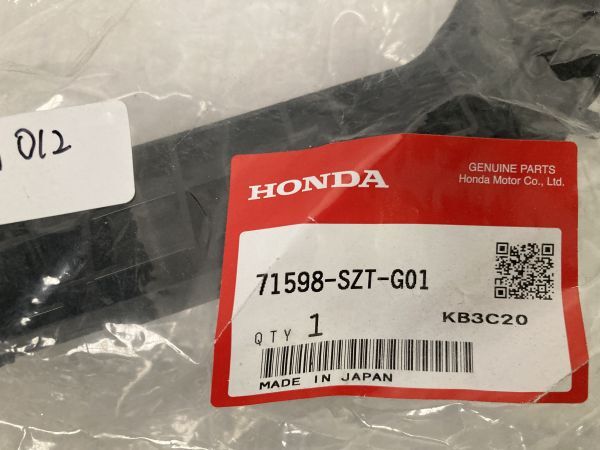 012
HONDA
GENUINE PARTS
Honda Motor Co., Ltd.
71598-SZT-G01
KB3C20
QTY 1
MADE IN JAPAN